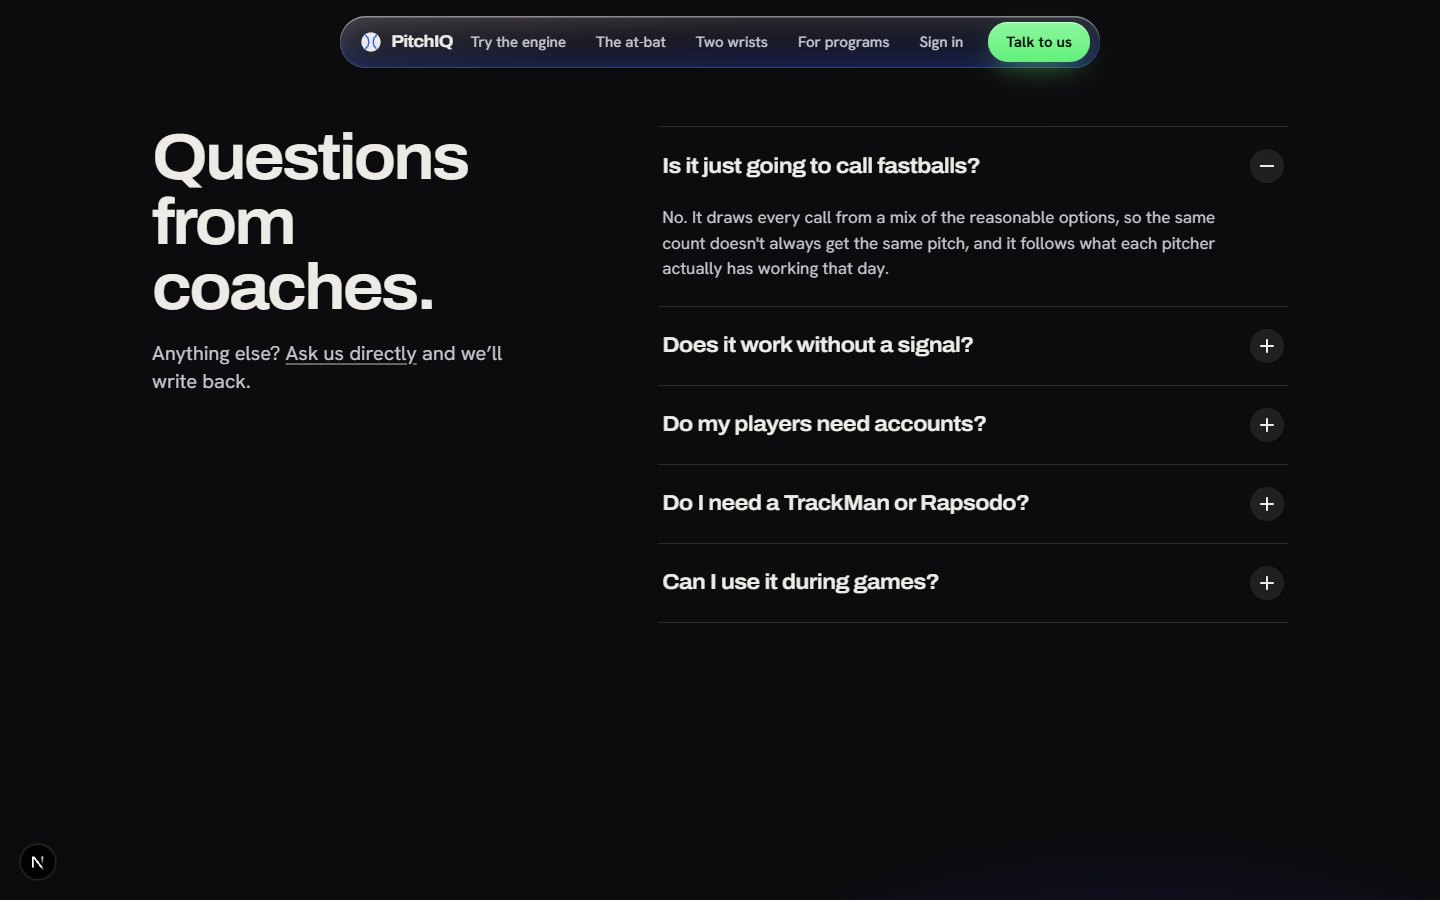 PitchIQ Try the engine The at-bat Two wrists For programs Sign in Talk to us
Questions
from
coaches.
Anything else? Ask us directly and we’ll
write back.
Is it just going to call fastballs?
No. It draws every call from a mix of the reasonable options, so the same
count doesn't always get the same pitch, and it follows what each pitcher
actually has working that day.
Does it work without a signal?
Do my players need accounts?
Do I need a TrackMan or Rapsodo?
Can I use it during games?
N